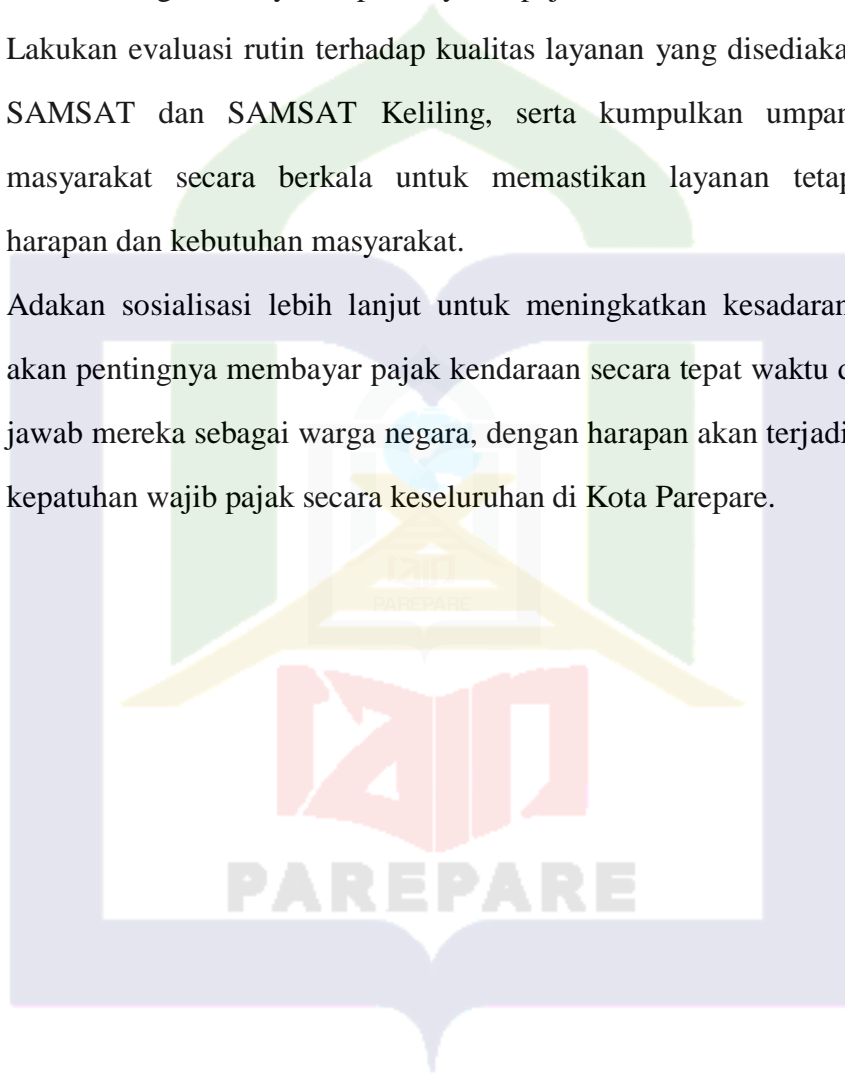 Lakukan evaluasi rutin terhadap kualitas layanan yang disediaka
SAMSAT dan SAMSAT Keliling, serta kumpulkan umpan
masyarakat secara berkala untuk memastikan layanan tetap
harapan dan kebutuhan masyarakat.
Adakan sosialisasi lebih lanjut untuk meningkatkan kesadaran
akan pentingnya membayar pajak kendaraan secara tepat waktu d
jawab mereka sebagai warga negara, dengan harapan akan terjadi
kepatuhan wajib pajak secara keseluruhan di Kota Parepare.
IAIN
PAREPARE
IAIN
PAREPARE